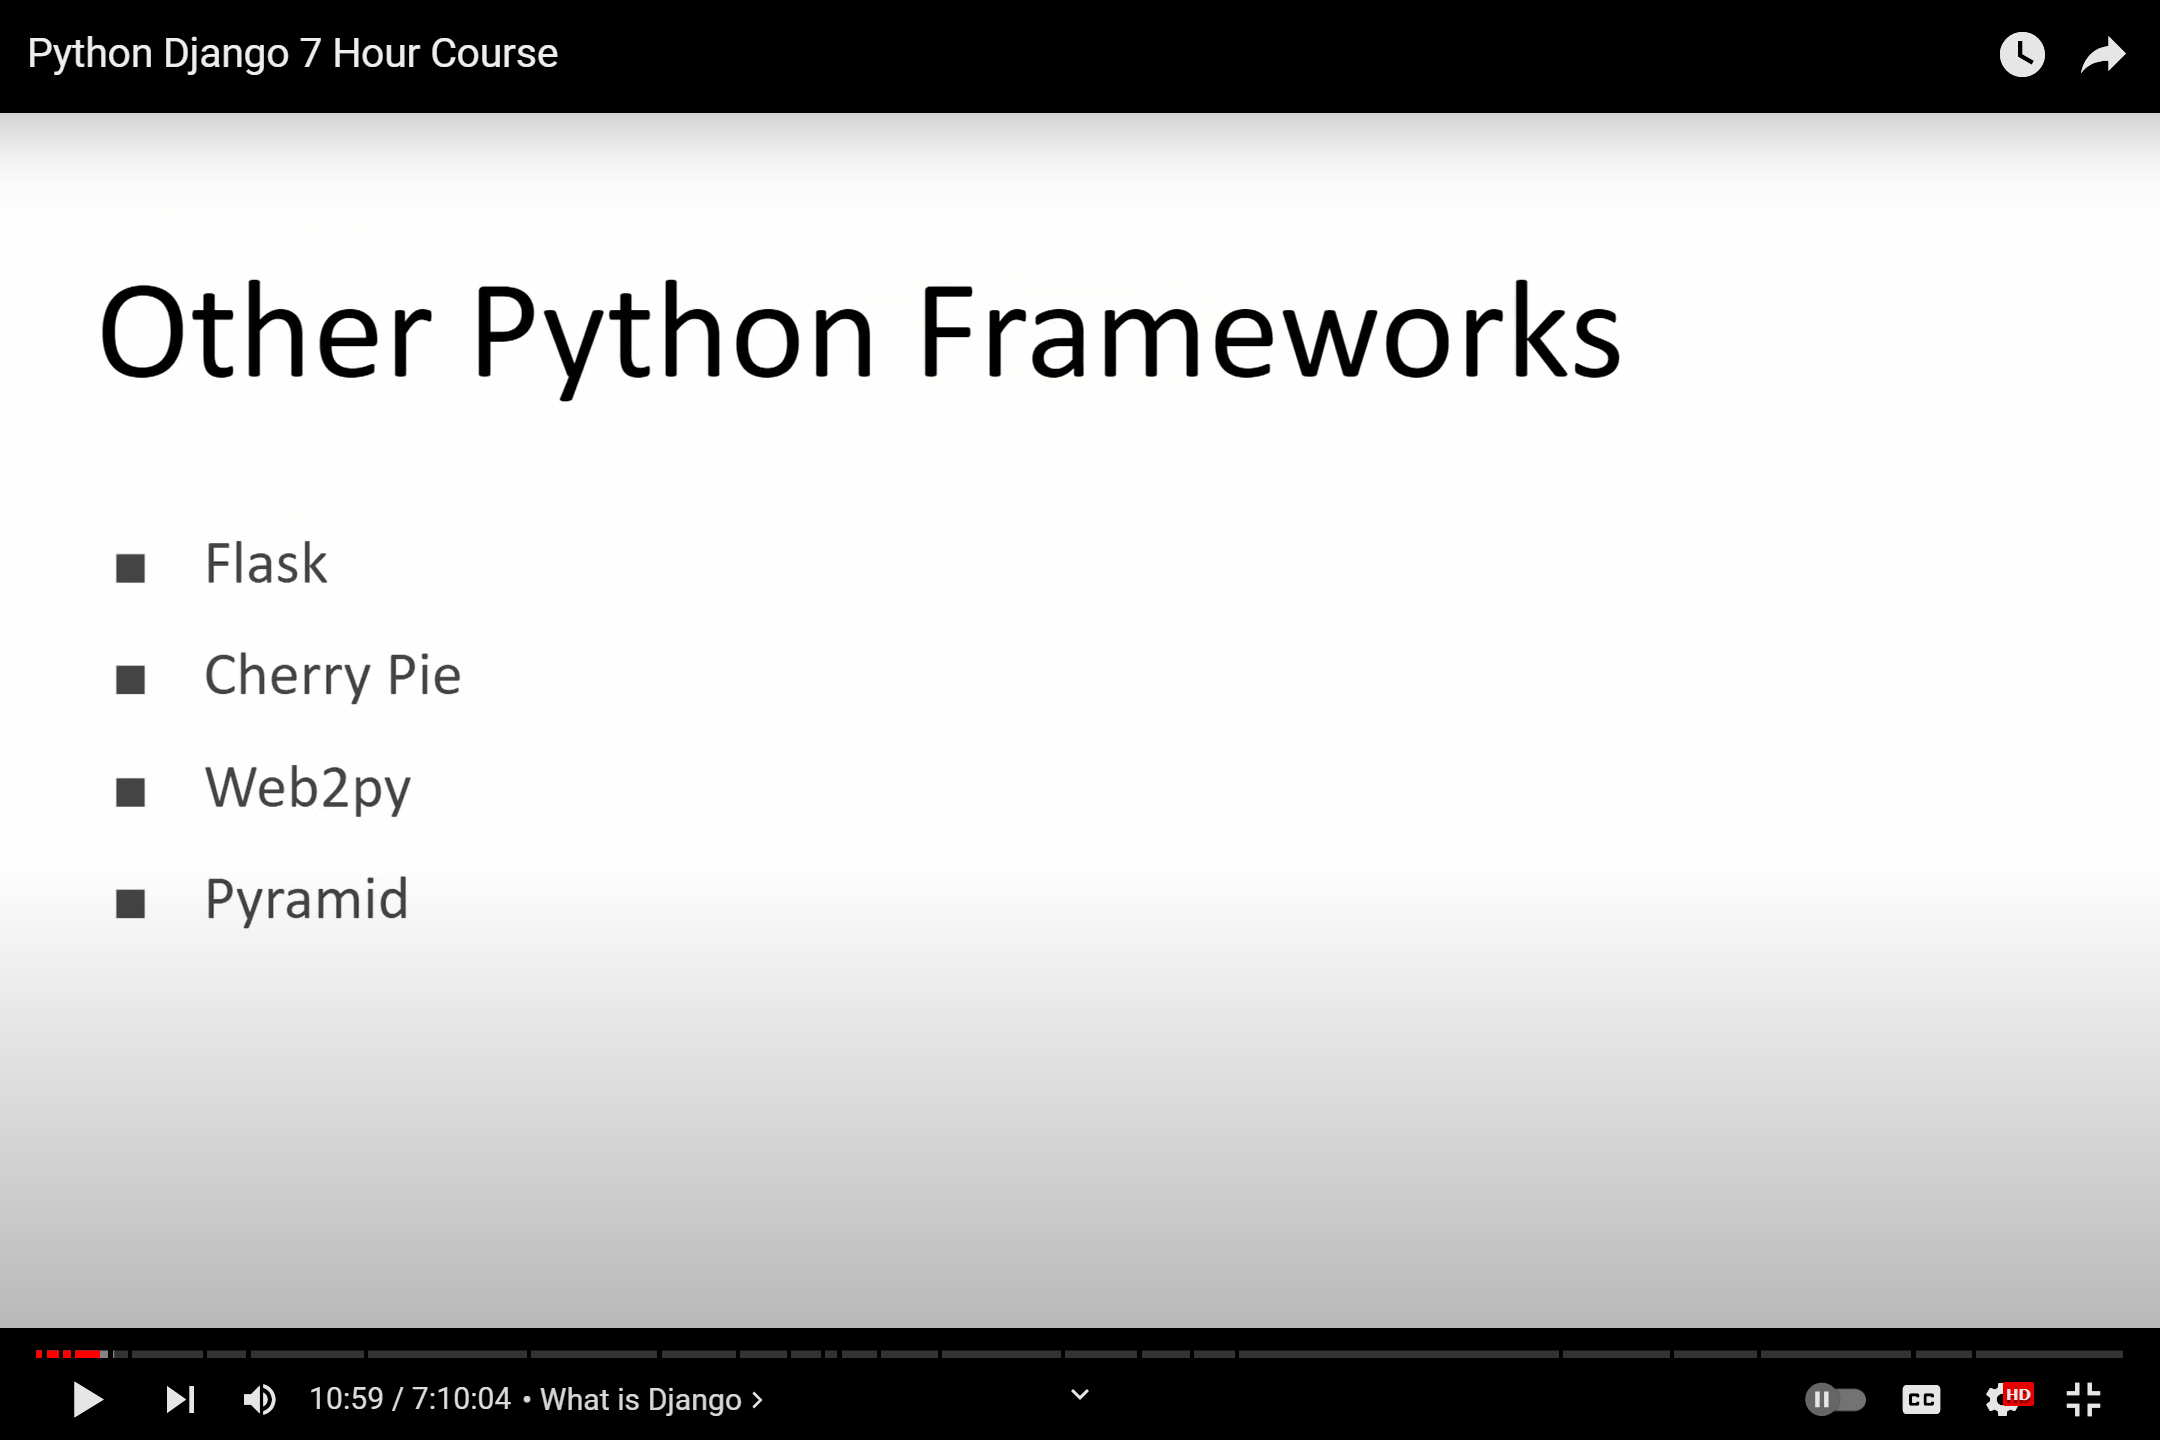 Python Django 7 Hour Course
Other Python Frameworks
■ Flask
■ Cherry Pie
■ Web2py
■ Pyramid
10:59 / 7:10:04 • What is Django >
CC
HD